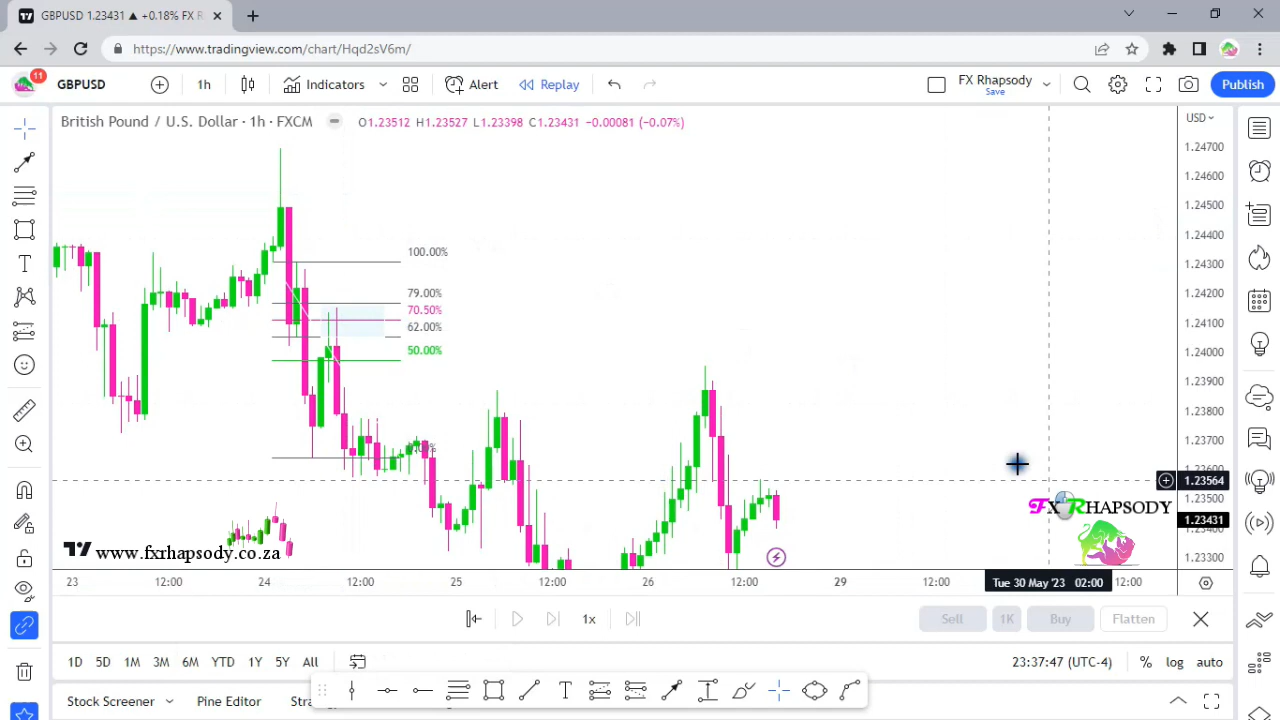 GBPUSD 1.23431 ▲ +0.18% FX R
https://www.tradingview.com/chart/Hqd2sV6m/
11
GBPUSD
1h
Indicators
Alert
Replay
FX Rhapsody
Save
Publish
British Pound / U.S. Dollar · 1h · FXCM
O1.23512 H1.23527 L1.23398 C1.23431 −0.00081 (−0.07%)
USD
1.24700
1.24600
1.24500
1.24400
1.24300
1.24200
1.24100
1.24000
1.23900
1.23800
1.23700
1.23600
1.23564
1.23500
1.23431
1.23400
1.23300
100.00%
79.00%
70.50%
62.00%
50.00%
FX RHAPSODY
www.fxrhapsody.co.za
23
12:00
24
12:00
25
12:00
26
12:00
29
12:00
Tue 30 May '23 02:00
12:00
1x
Sell
1K
Buy
Flatten
1D
5D
1M
3M
6M
YTD
1Y
5Y
All
23:37:47 (UTC-4)
%
log
auto
Stock Screener
Pine Editor
Stra